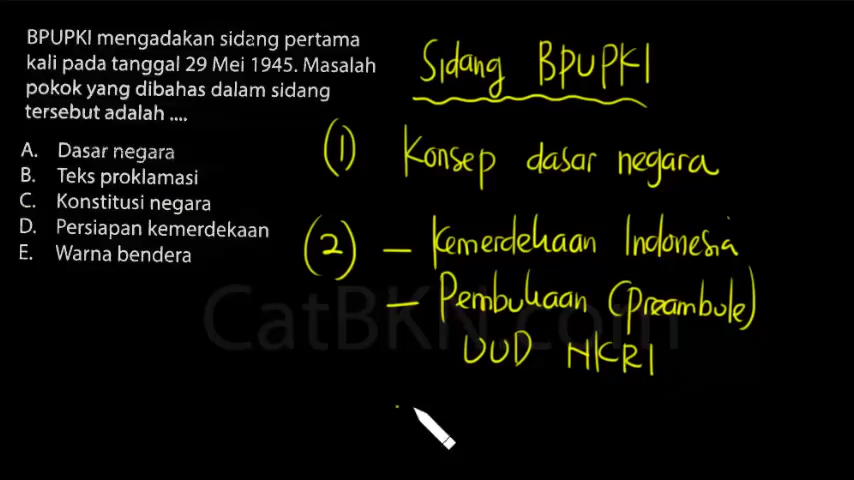 BPUPKI mengadakan sidang pertama
kali pada tanggal 29 Mei 1945. Masalah
pokok yang dibahas dalam sidang
tersebut adalah ....
A. Dasar negara
B. Teks proklamasi
C. Konstitusi negara
D. Persiapan kemerdekaan
E. Warna bendera
Sidang BPUPKI
(1) Konsep dasar negara
(2) – Kemerdekaan Indonesia
– Pembukaan (Preambule)
UUD NKRI
CatBKN.com